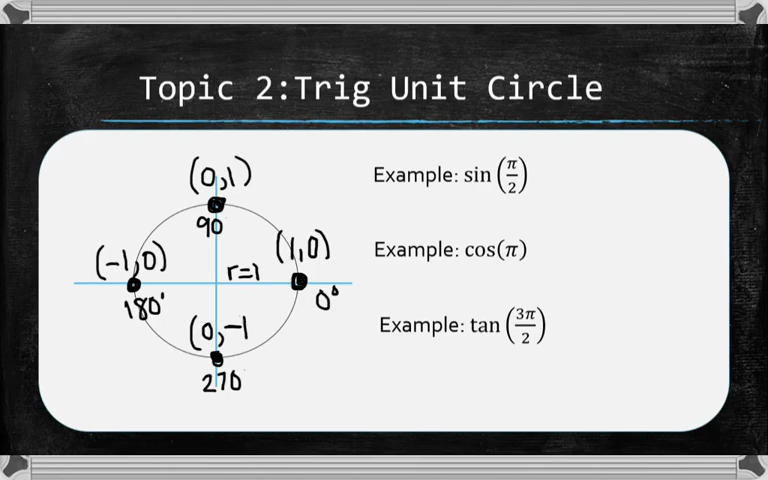 Topic 2:Trig Unit Circle
(0,1)
90
(-1,0)
180°
(1,0)
r=1
0°
(0,-1
270
Example: sin (π/2)
Example: cos(π)
Example: tan (3π/2)